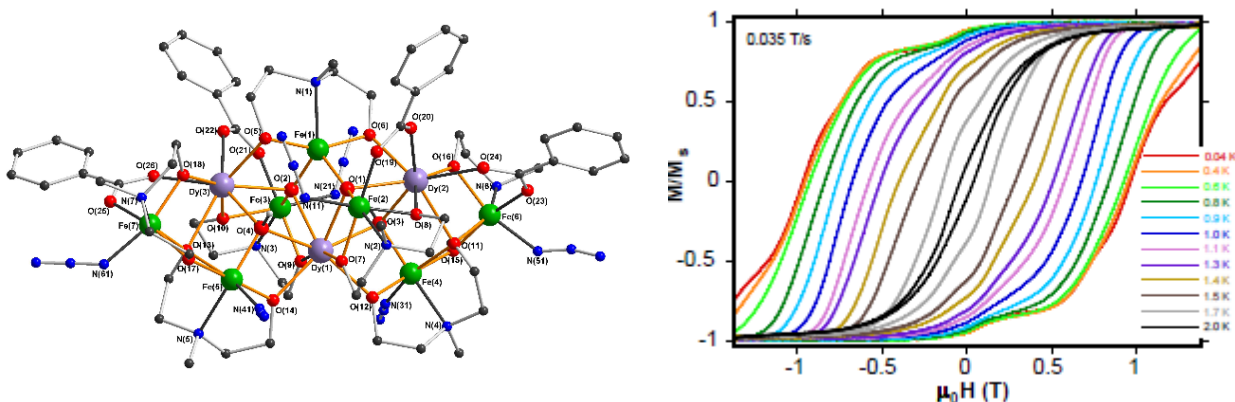 N(1)
O(22)
O(5)
Fe(1)
O(6)
O(20)
O(21)
O(19)
O(26)
O(18)
O(16)
O(24)
Dy(3)
O(2)
O(1)
N(21)
Dy(2)
N(6)
N(7)
O(25)
Fe(3)
N(11)
Fe(2)
O(23)
Fe(7)
O(10)
O(4)
O(3)
O(8)
Fe(6)
O(13)
N(3)
N(2)
O(11)
O(17)
O(9)
Dy(1)
O(7)
O(15)
N(61)
N(51)
Fe(5)
Fe(4)
N(41)
O(14)
O(12)
N(31)
N(5)
N(4)
0.035 T/s
M/Ms
1
0.5
0
-0.5
-1
-1
-0.5
0
0.5
1
μ0H (T)
0.04 K
0.4 K
0.6 K
0.8 K
0.9 K
1.0 K
1.1 K
1.3 K
1.4 K
1.5 K
1.7 K
2.0 K